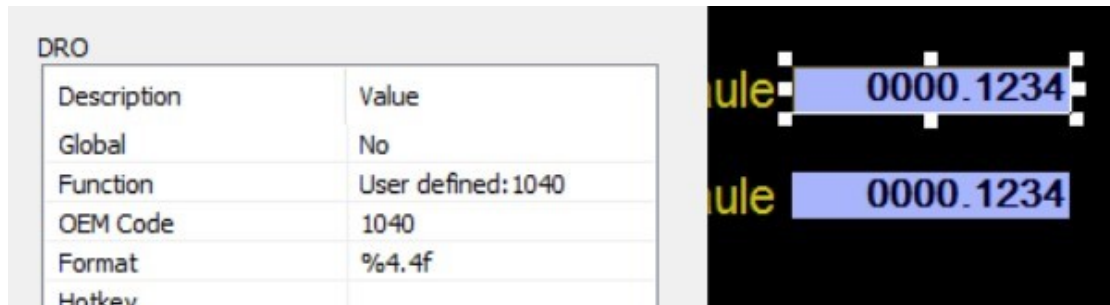 DRO
Description Value
Global No
Function User defined:1040
OEM Code 1040
Format %4.4f
Hotkey
ule 0000.1234
ule 0000.1234